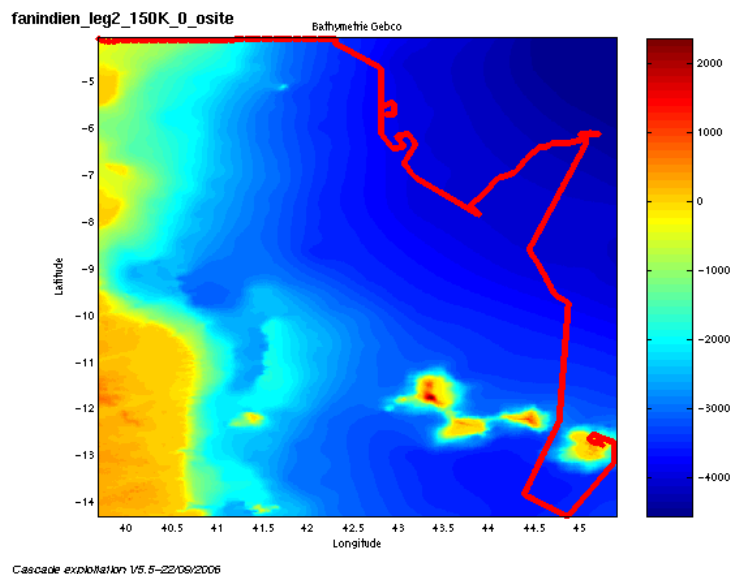 fanindien_leg2_150K_0_osite
Bathymetrie Gebco
-5
-6
-7
-8
-9
-10
-11
-12
-13
-14
Latitude
40 40.5 41 41.5 42 42.5 43 43.5 44 44.5 45
Longitude
2000
1000
0
-1000
-2000
-3000
-4000
Cascade exploitation V5.5-22/09/2006